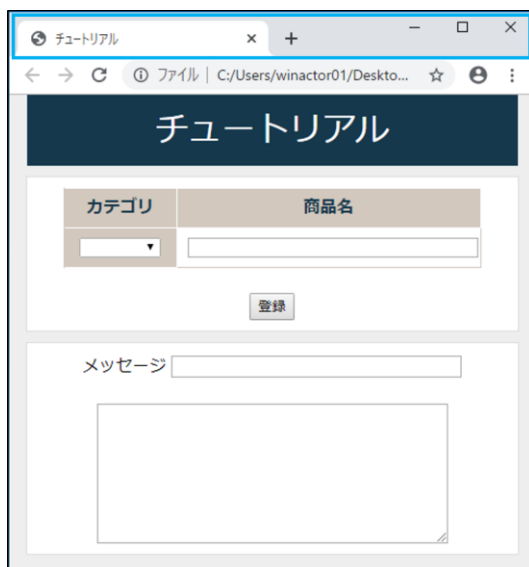 チュートリアル
ファイル | C:/Users/winactor01/Deskto...
チュートリアル
カテゴリ 商品名
登録
メッセージ